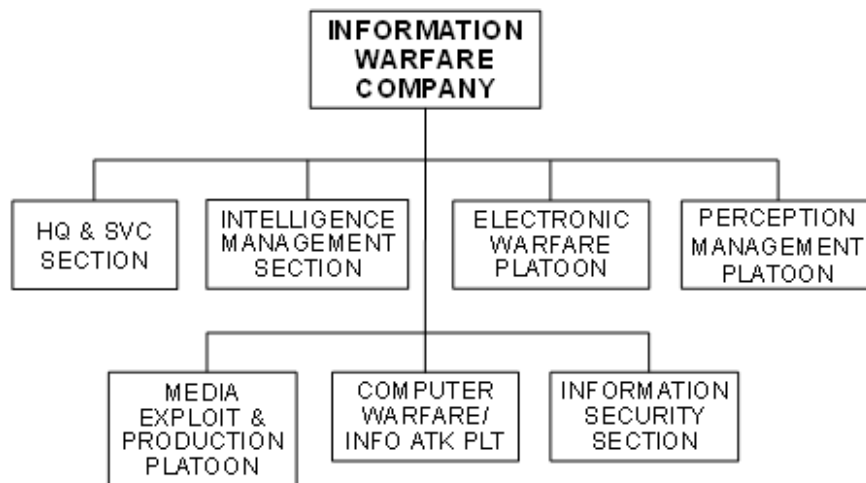 INFORMATION
WARFARE
COMPANY
HQ & SVC
SECTION
INTELLIGENCE
MANAGEMENT
SECTION
ELECTRONIC
WARFARE
PLATOON
PERCEPTION
MANAGEMENT
PLATOON
MEDIA
EXPLOIT &
PRODUCTION
PLATOON
COMPUTER
WARFARE/
INFO ATK PLT
INFORMATION
SECURITY
SECTION